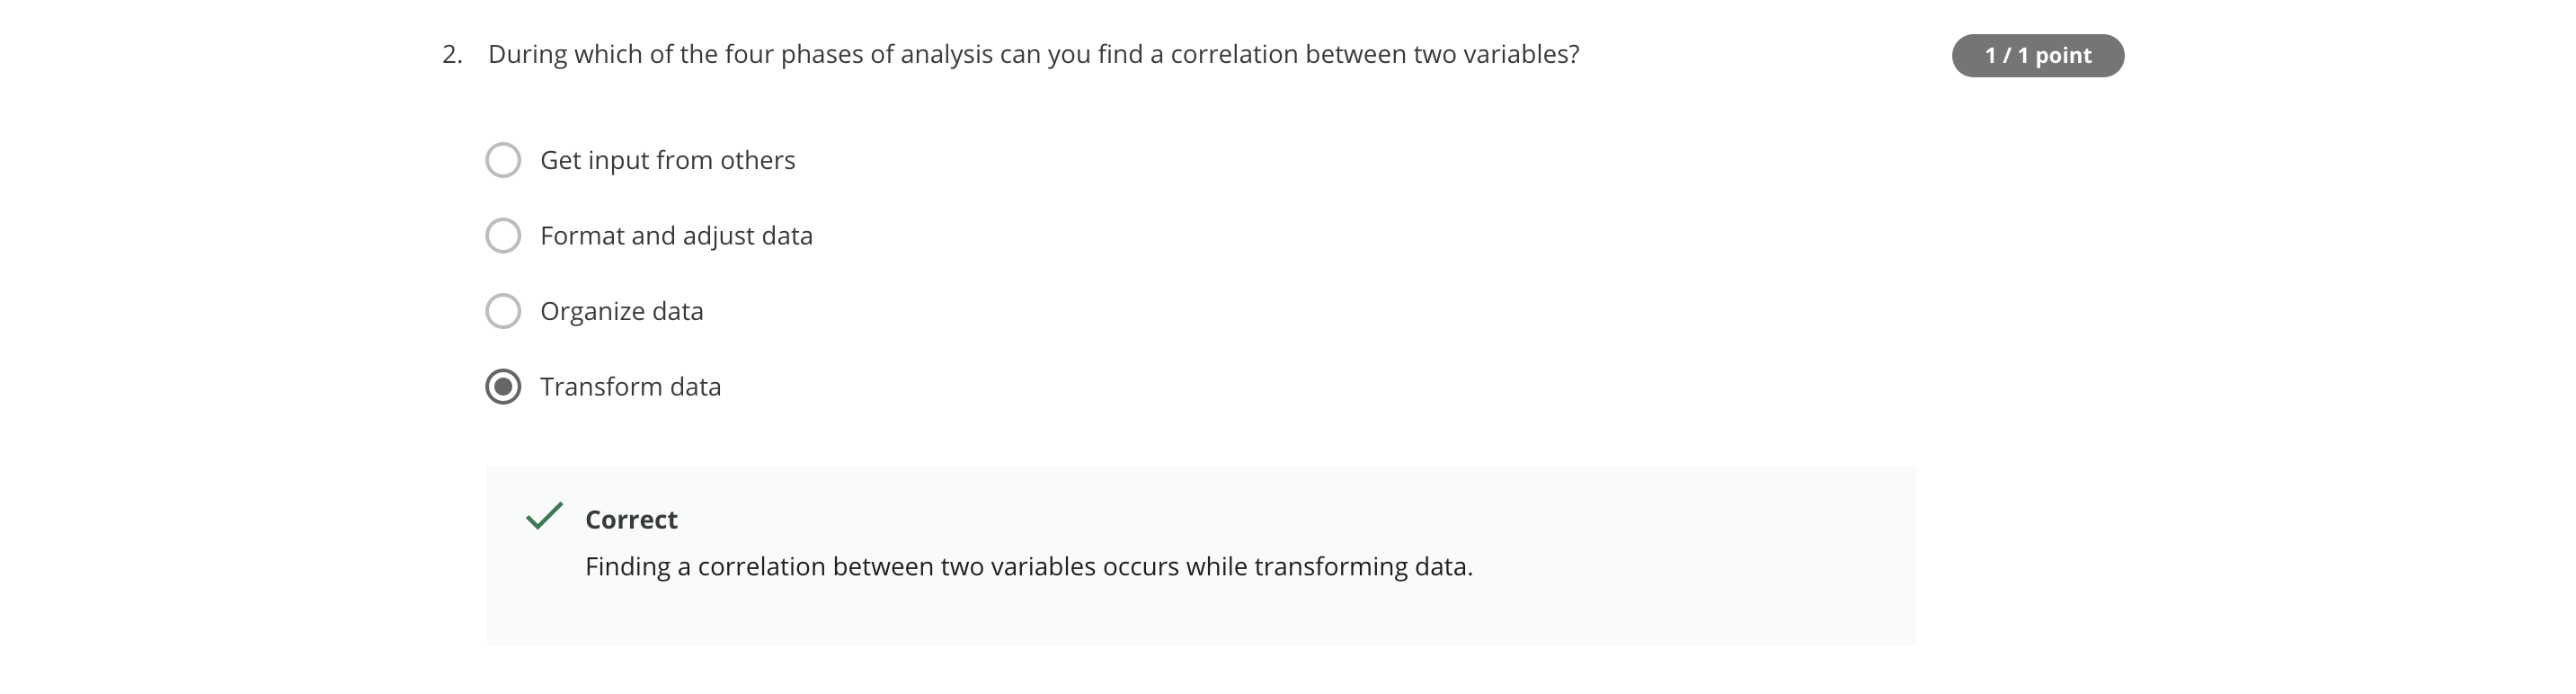 2. During which of the four phases of analysis can you find a correlation between two variables?
1 / 1 point
Get input from others
Format and adjust data
Organize data
Transform data
Correct
Finding a correlation between two variables occurs while transforming data.